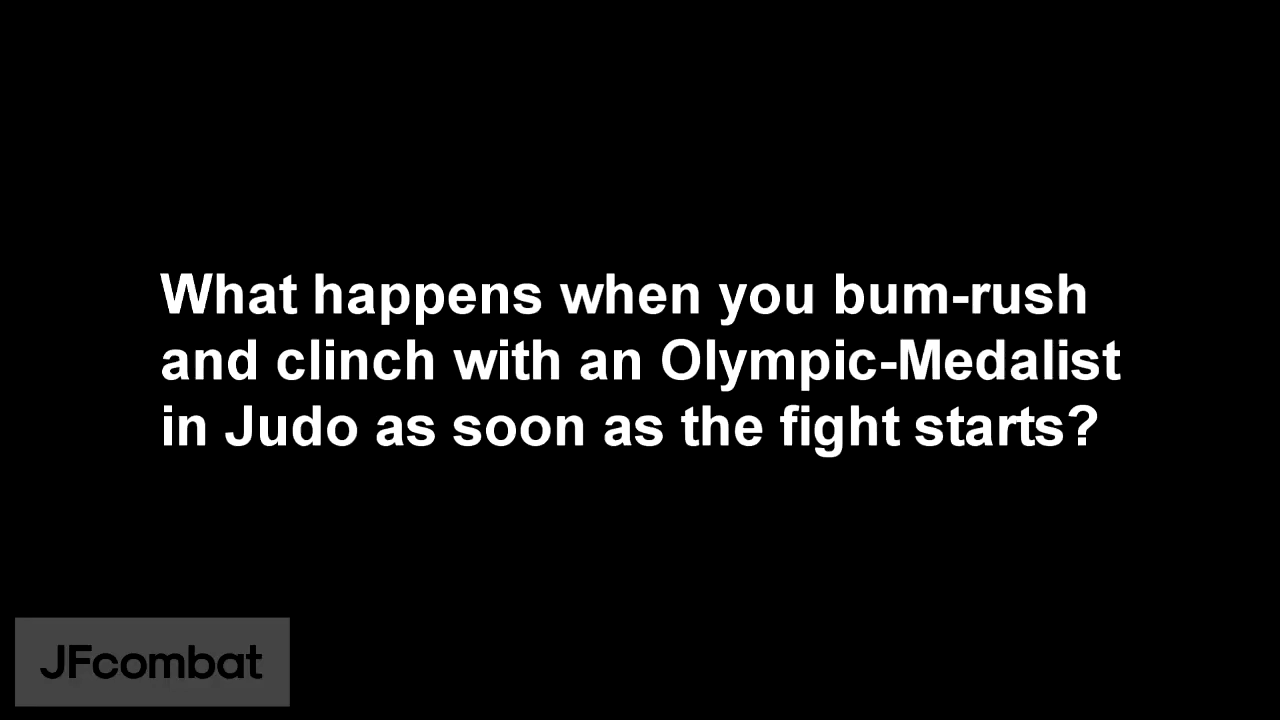 What happens when you bum-rush
and clinch with an Olympic-Medalist
in Judo as soon as the fight starts?
JFcombat